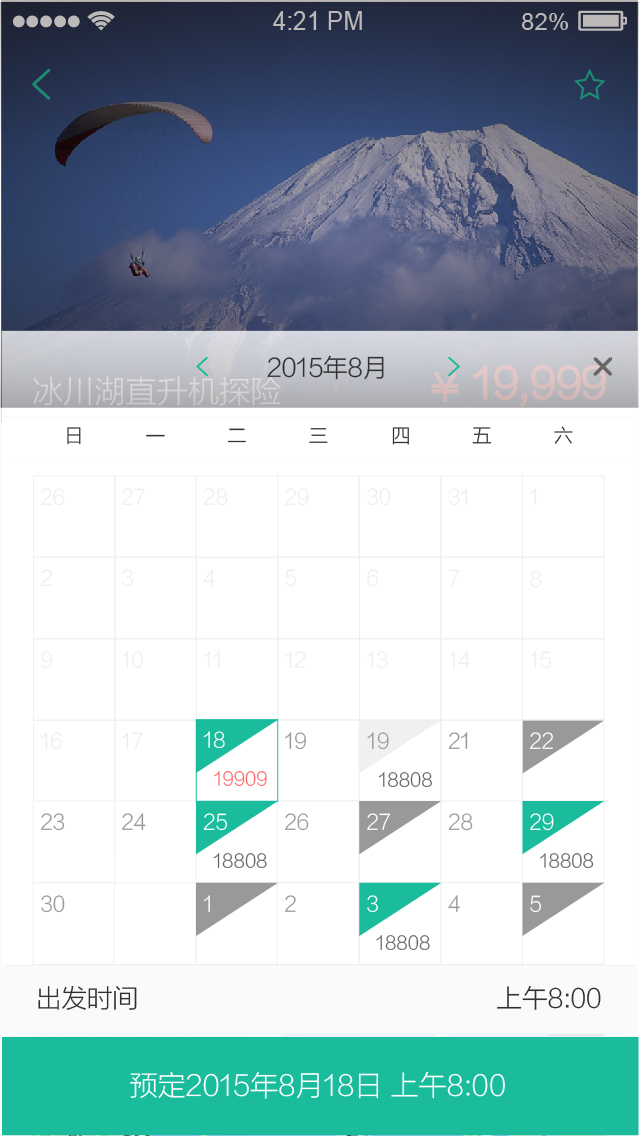 4:21 PM 82%
2015年8月
冰川湖直升机探险 ￥19,999
日 一 二 三 四 五 六
26 27 28 29 30 31 1
2 3 4 5 6 7 8
9 10 11 12 13 14 15
16 17 18 19 19 21 22
19909 18808
23 24 25 26 27 28 29
18808 18808
30 1 2 3 4 5
18808
出发时间 上午8:00
预定2015年8月18日 上午8:00